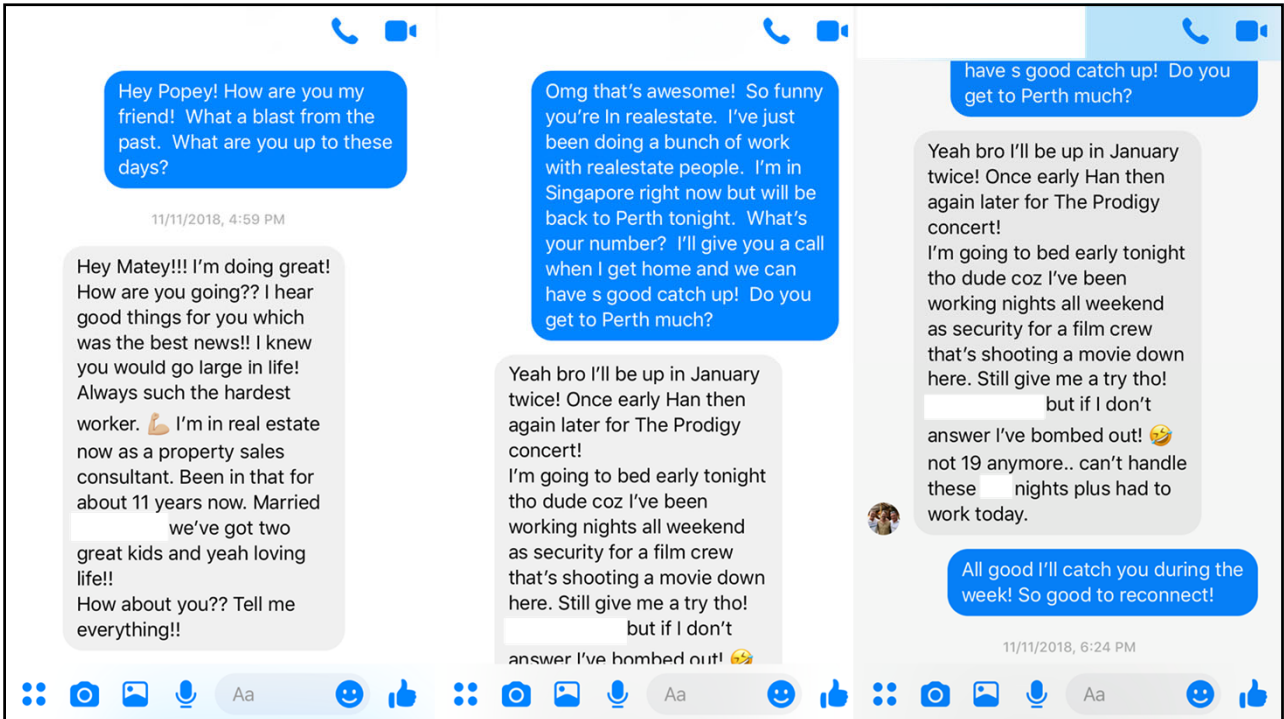 Hey Popey! How are you my
friend!  What a blast from the
past.  What are you up to these
days?
11/11/2018, 4:59 PM
Hey Matey!!! I'm doing great!
How are you going?? I hear
good things for you which
was the best news!! I knew
you would go large in life!
Always such the hardest
worker. 💪🏼 I'm in real estate
now as a property sales
consultant. Been in that for
about 11 years now. Married
we've got two
great kids and yeah loving
life!!
How about you?? Tell me
everything!!
Aa
Omg that's awesome!  So funny
you're In realestate.  I've just
been doing a bunch of work
with realestate people.  I'm in
Singapore right now but will be
back to Perth tonight.  What's
your number?  I'll give you a call
when I get home and we can
have s good catch up!  Do you
get to Perth much?
Yeah bro I'll be up in January
twice! Once early Han then
again later for The Prodigy
concert!
I'm going to bed early tonight
tho dude coz I've been
working nights all weekend
as security for a film crew
that's shooting a movie down
here. Still give me a try tho!
but if I don't
answer I've bombed out! 🤣
Aa
have s good catch up!  Do you
get to Perth much?
Yeah bro I'll be up in January
twice! Once early Han then
again later for The Prodigy
concert!
I'm going to bed early tonight
tho dude coz I've been
working nights all weekend
as security for a film crew
that's shooting a movie down
here. Still give me a try tho!
but if I don't
answer I've bombed out! 🤣
not 19 anymore.. can't handle
these nights plus had to
work today.
All good I'll catch you during the
week! So good to reconnect!
11/11/2018, 6:24 PM
Aa